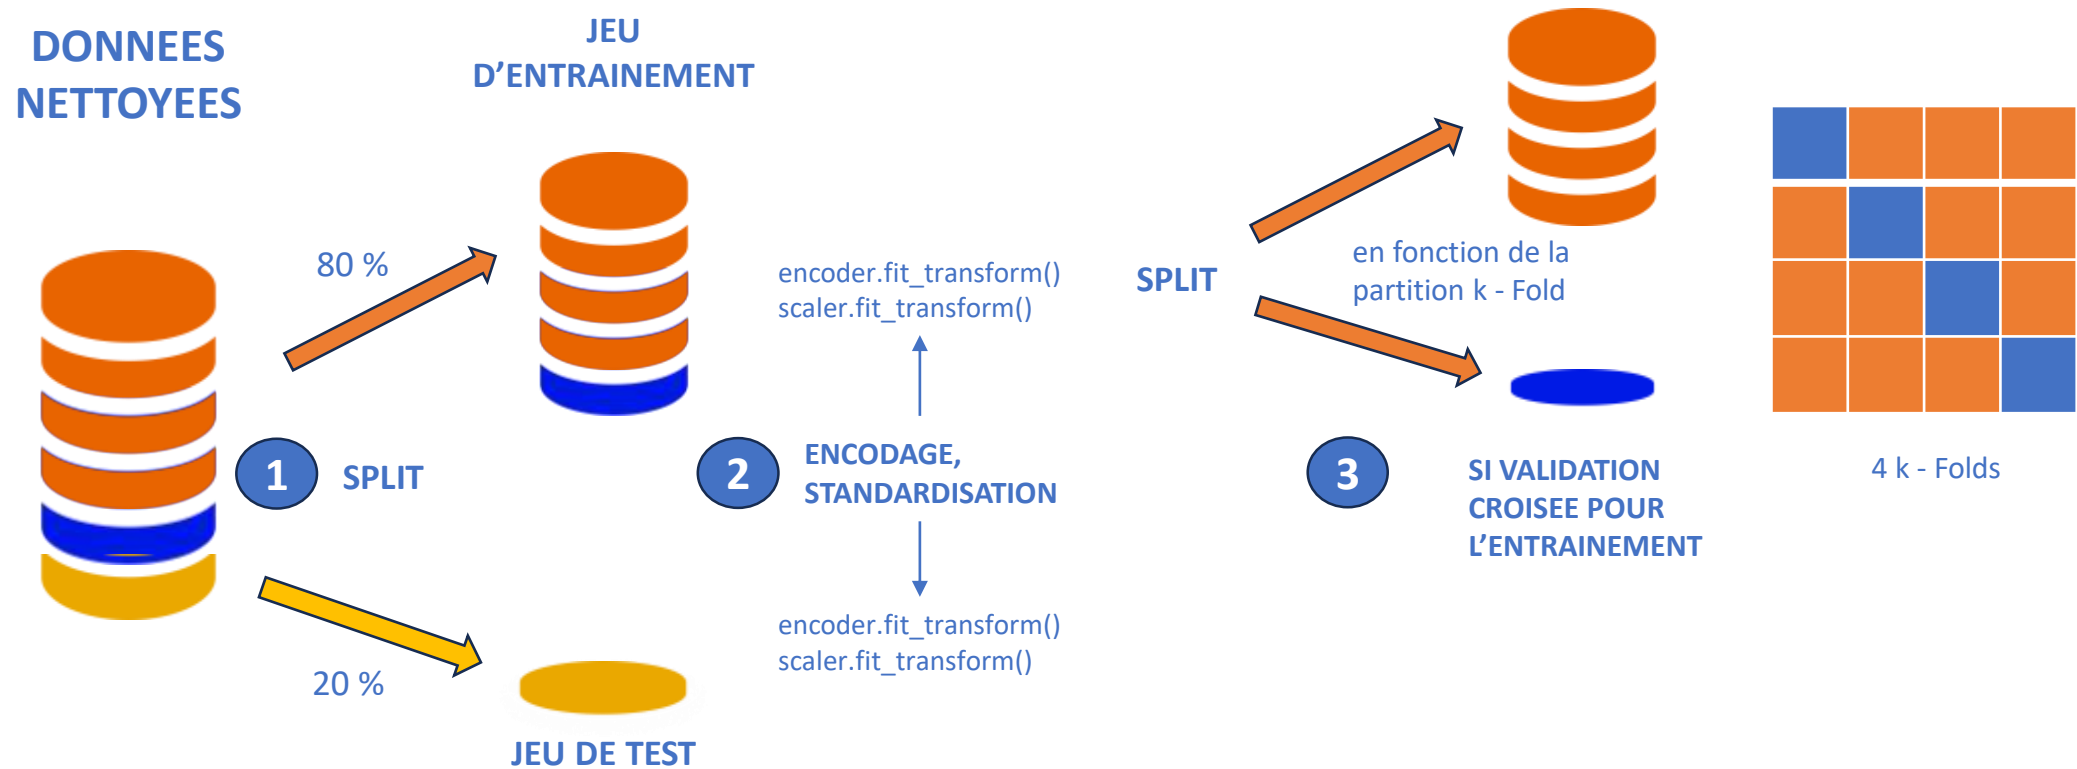 DONNEES
NETTOYEES
JEU
D’ENTRAINEMENT
80 %
1
SPLIT
20 %
JEU DE TEST
encoder.fit_transform()
scaler.fit_transform()
2
ENCODAGE,
STANDARDISATION
encoder.fit_transform()
scaler.fit_transform()
SPLIT
en fonction de la
partition k - Fold
3
SI VALIDATION
CROISEE POUR
L’ENTRAINEMENT
4 k - Folds